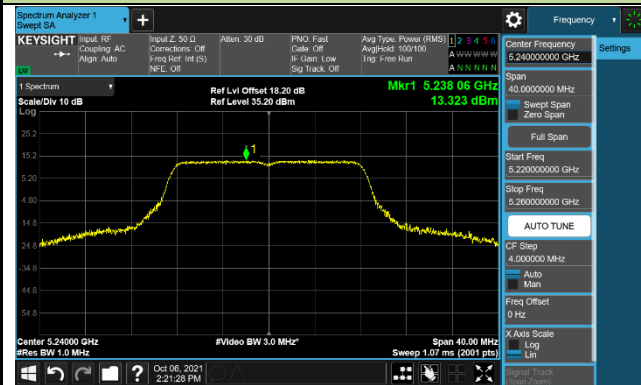 Spectrum Analyzer 1
Swept SA
+
Frequency
KEYSIGHT
Input: RF
Coupling: AC
Align: Auto
Input Z: 50 Ω
Corrections: Off
Freq Ref: Int (S)
NFE: Off
Atten: 30 dB
PNO: Fast
Gate: Off
IF Gain: Low
Sig Track: Off
Avg Type: Power (RMS)
Avg|Hold: 100/100
Trig: Free Run
1 2 3 4 5 6
A W W W W W
A N N N N N
1 Spectrum
Scale/Div 10 dB
Log
Ref Lvl Offset 18.20 dB
Ref Level 35.20 dBm
Mkr1 5.238 06 GHz
13.323 dBm
25.2
15.2
5.20
-4.80
-14.8
-24.8
-34.8
-44.8
-54.8
1
Center 5.24000 GHz
#Res BW 1.0 MHz
#Video BW 3.0 MHz*
Span 40.00 MHz
Sweep 1.07 ms (2001 pts)
Center Frequency
5.240000000 GHz
Span
40.0000000 MHz
Swept Span
Zero Span
Full Span
Start Freq
5.220000000 GHz
Stop Freq
5.260000000 GHz
AUTO TUNE
CF Step
4.000000 MHz
Auto
Man
Freq Offset
0 Hz
X Axis Scale
Log
Lin
Signal Track
(Span Zoom)
Settings
?
Oct 06, 2021
2:21:28 PM